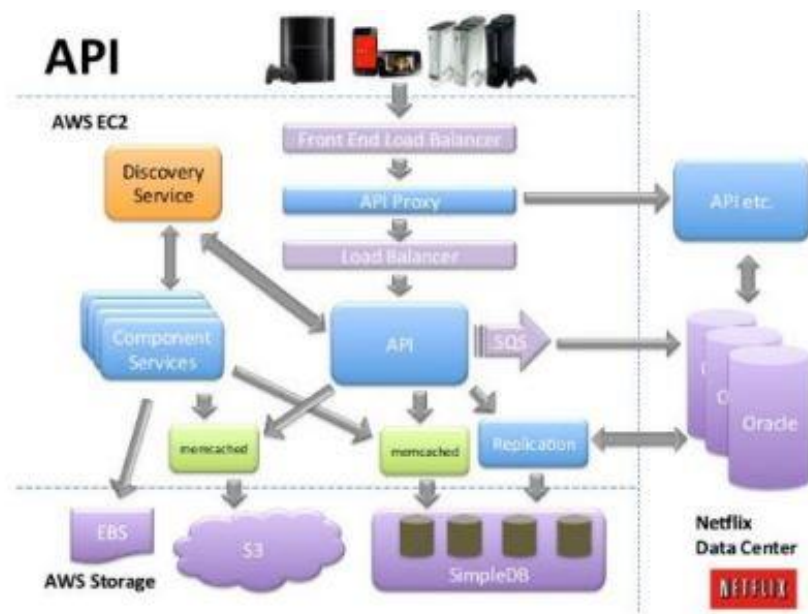 API
AWS EC2
Front End Load Balancer
Discovery
Service
API Proxy
API etc.
Load Balancer
Component
Services
API
SQS
Oracle
memcached
memcached
Replication
EBS
S3
SimpleDB
AWS Storage
Netflix
Data Center
NETFLIX